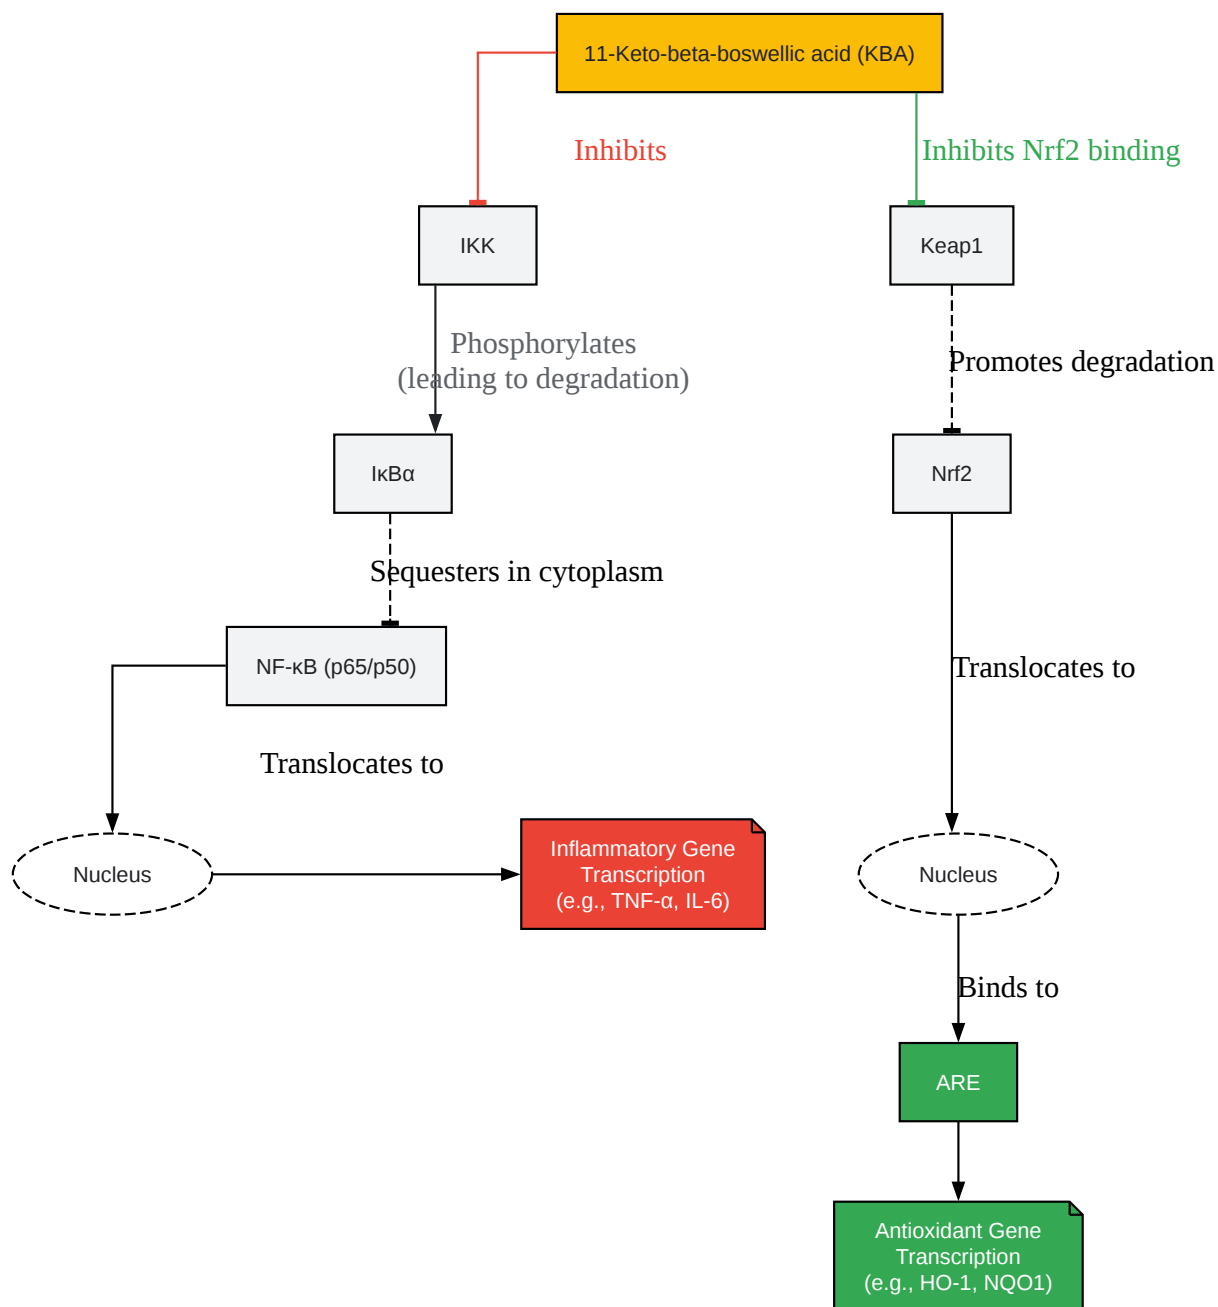 11-Keto-beta-boswellic acid (KBA)
Inhibits
Inhibits Nrf2 binding
IKK
Keap1
Phosphorylates
(leading to degradation)
Promotes degradation
IκBα
Nrf2
Sequesters in cytoplasm
NF-κB (p65/p50)
Translocates to
Translocates to
Nucleus
Inflammatory Gene
Transcription
(e.g., TNF-α, IL-6)
Nucleus
Binds to
ARE
Antioxidant Gene
Transcription
(e.g., HO-1, NQO1)